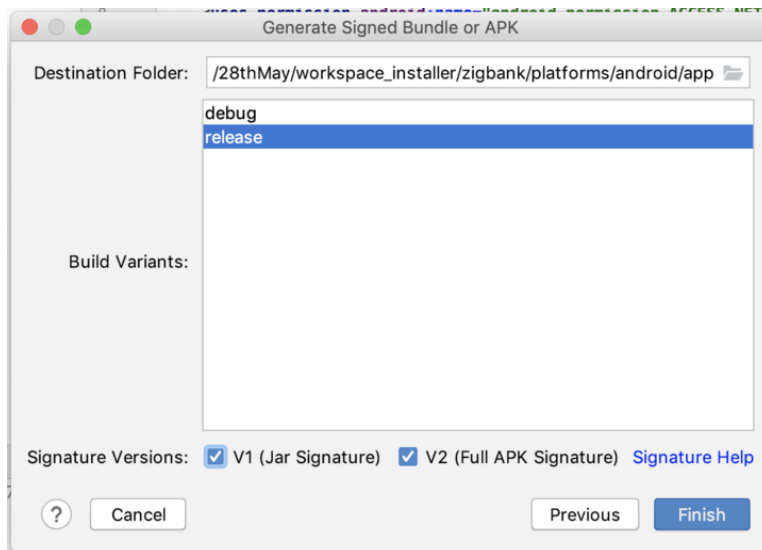 Generate Signed Bundle or APK
Destination Folder: /28thMay/workspace_installer/zigbank/platforms/android/app
debug
release
Build Variants:
Signature Versions: V1 (Jar Signature) V2 (Full APK Signature) Signature Help
? Cancel Previous Finish